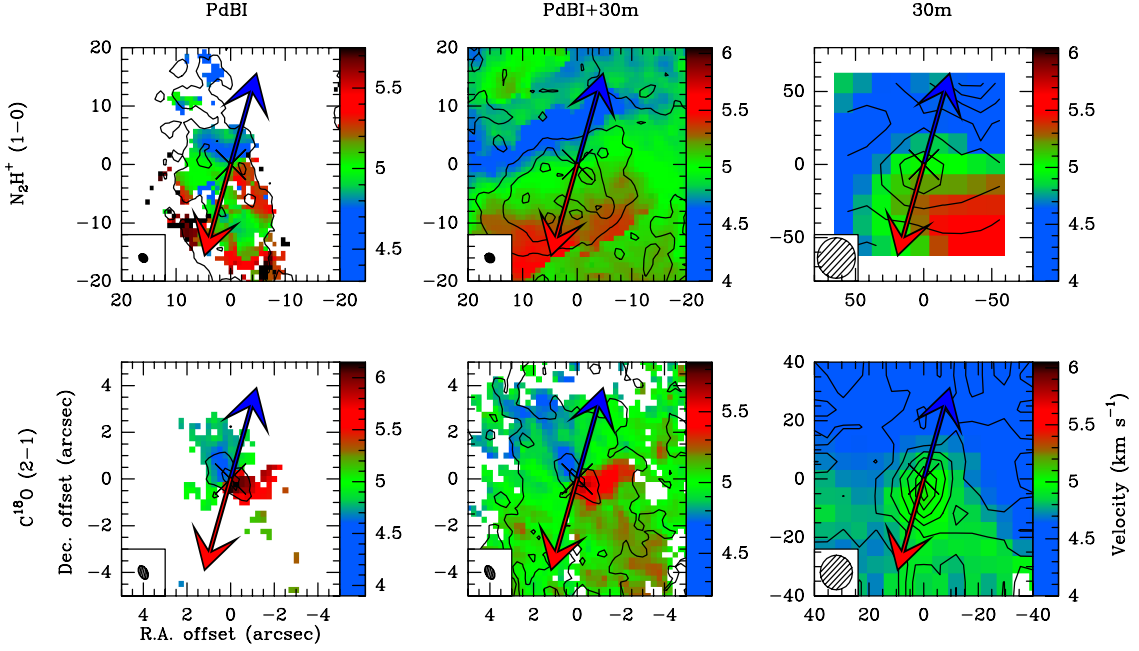 PdBI PdBI+30m 30m
N₂H⁺ (1-0)
20 10 0 −10 −20
20 10 0 −10 −20
5.5 5 4.5
20 10 0 −10 −20
20 10 0 −10 −20
6 5.5 5 4.5 4
50 0 −50
50 0 −50
6 5.5 5 4.5 4
C¹⁸O (2-1)
Dec. offset (arcsec)
4 2 0 −2 −4
4 2 0 −2 −4
R.A. offset (arcsec)
6 5.5 5 4.5 4
4 2 0 −2 −4
4 2 0 −2 −4
5.5 5 4.5
40 20 0 −20 −40
40 20 0 −20 −40
6 5.5 5 4.5 4
Velocity (km s⁻¹)